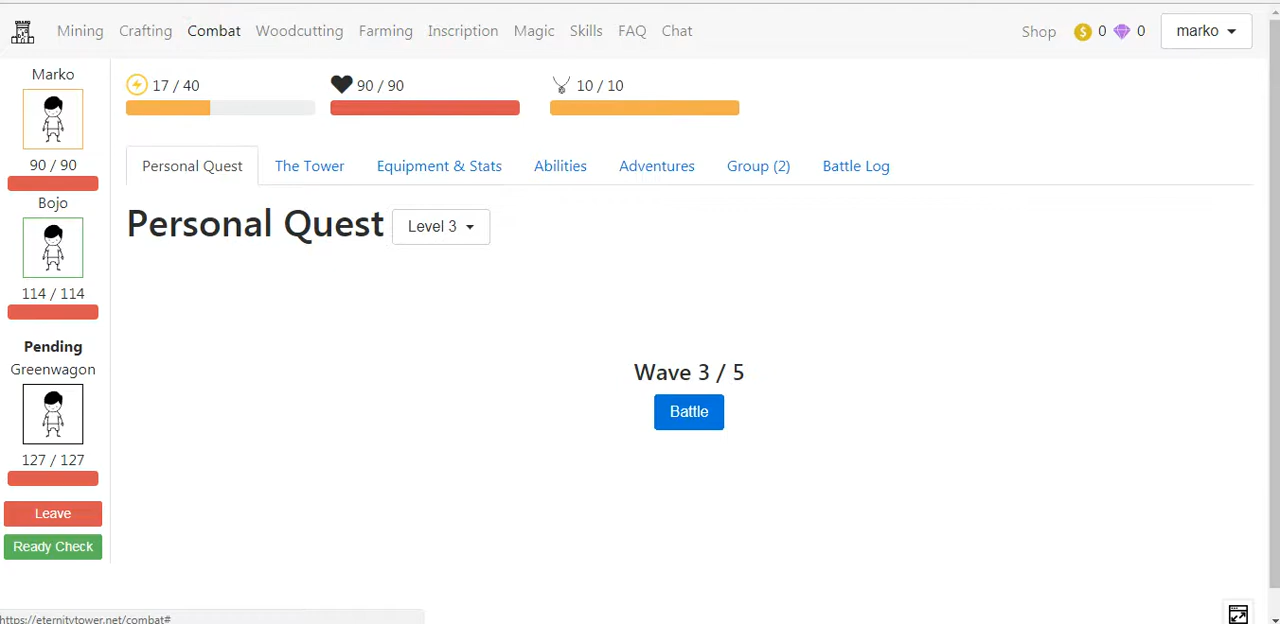 Mining Crafting Combat Woodcutting Farming Inscription Magic Skills FAQ Chat Shop 0 0 marko
Marko
90 / 90
Bojo
114 / 114
Pending
Greenwagon
127 / 127
Leave
Ready Check
17 / 40 90 / 90 10 / 10
Personal Quest The Tower Equipment & Stats Abilities Adventures Group (2) Battle Log
Personal Quest Level 3
Wave 3 / 5
Battle
https://eternitytower.net/combat#